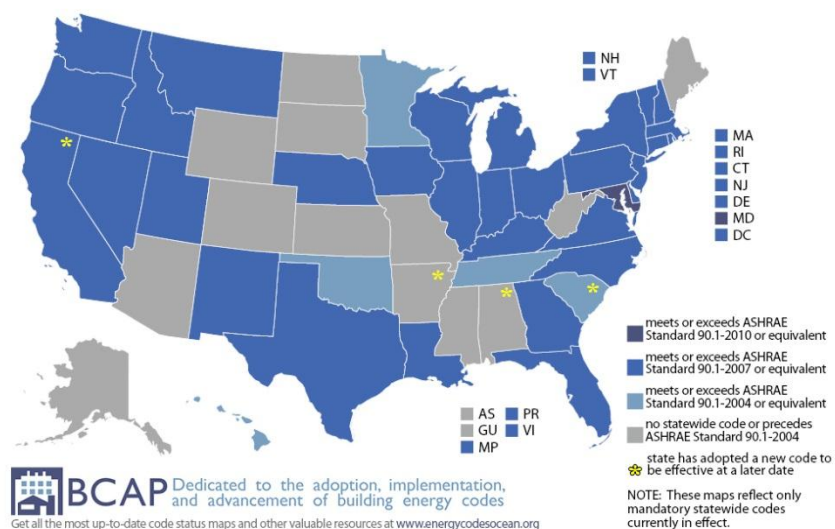 NH
VT
MA
RI
CT
NJ
DE
MD
DC
meets or exceeds ASHRAE
Standard 90.1-2010 or equivalent
meets or exceeds ASHRAE
Standard 90.1-2007 or equivalent
meets or exceeds ASHRAE
Standard 90.1-2004 or equivalent
no statewide code or precedes
ASHRAE Standard 90.1-2004
state has adopted a new code to
be effective at a later date
NOTE: These maps reflect only
mandatory statewide codes
currently in effect.
AS PR
GU VI
MP
BCAP Dedicated to the adoption, implementation,
and advancement of building energy codes
Get all the most up-to-date code status maps and other valuable resources at www.energycodesocean.org